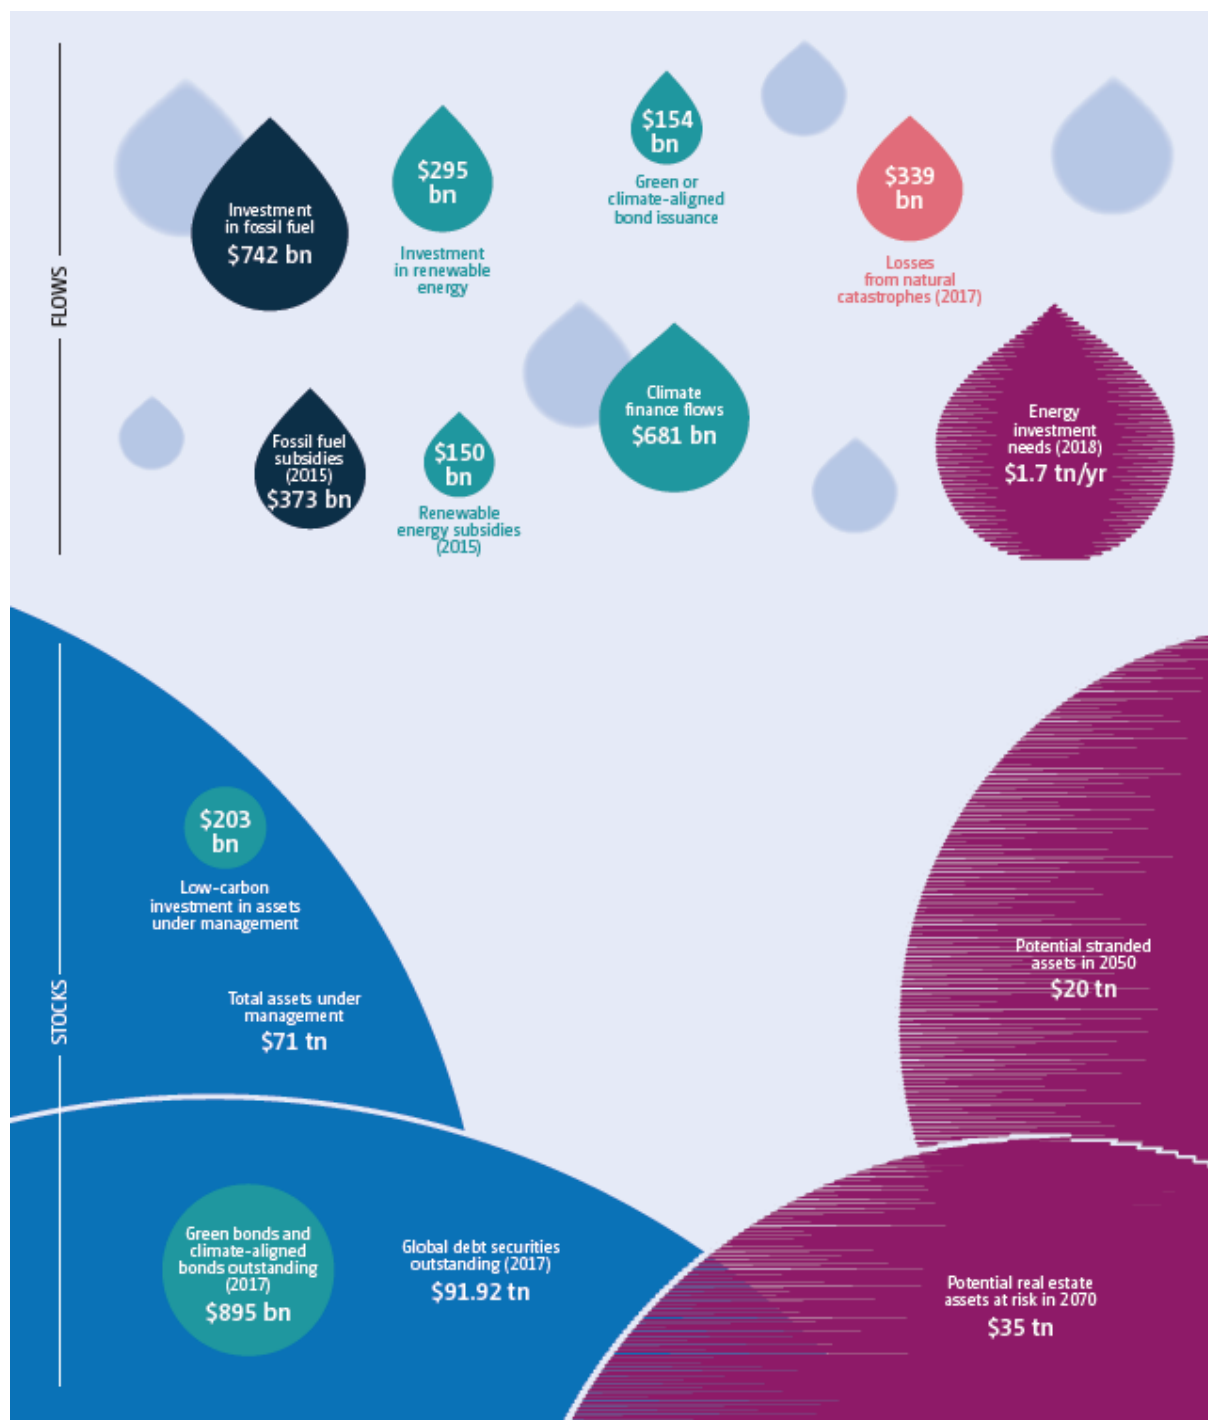 FLOWS
Investment
in fossil fuel
$742 bn
$295
bn
Investment
in renewable
energy
$154
bn
Green or
climate-aligned
bond issuance
$339
bn
Losses
from natural
catastrophes (2017)
Fossil fuel
subsidies
(2015)
$373 bn
$150
bn
Renewable
energy subsidies
(2015)
Climate
finance flows
$681 bn
Energy
investment
needs (2018)
$1.7 tn/yr
STOCKS
$203
bn
Low-carbon
investment in assets
under management
Total assets under
management
$71 tn
Potential stranded
assets in 2050
$20 tn
Green bonds and
climate-aligned
bonds outstanding
(2017)
$895 bn
Global debt securities
outstanding (2017)
$91.92 tn
Potential real estate
assets at risk in 2070
$35 tn